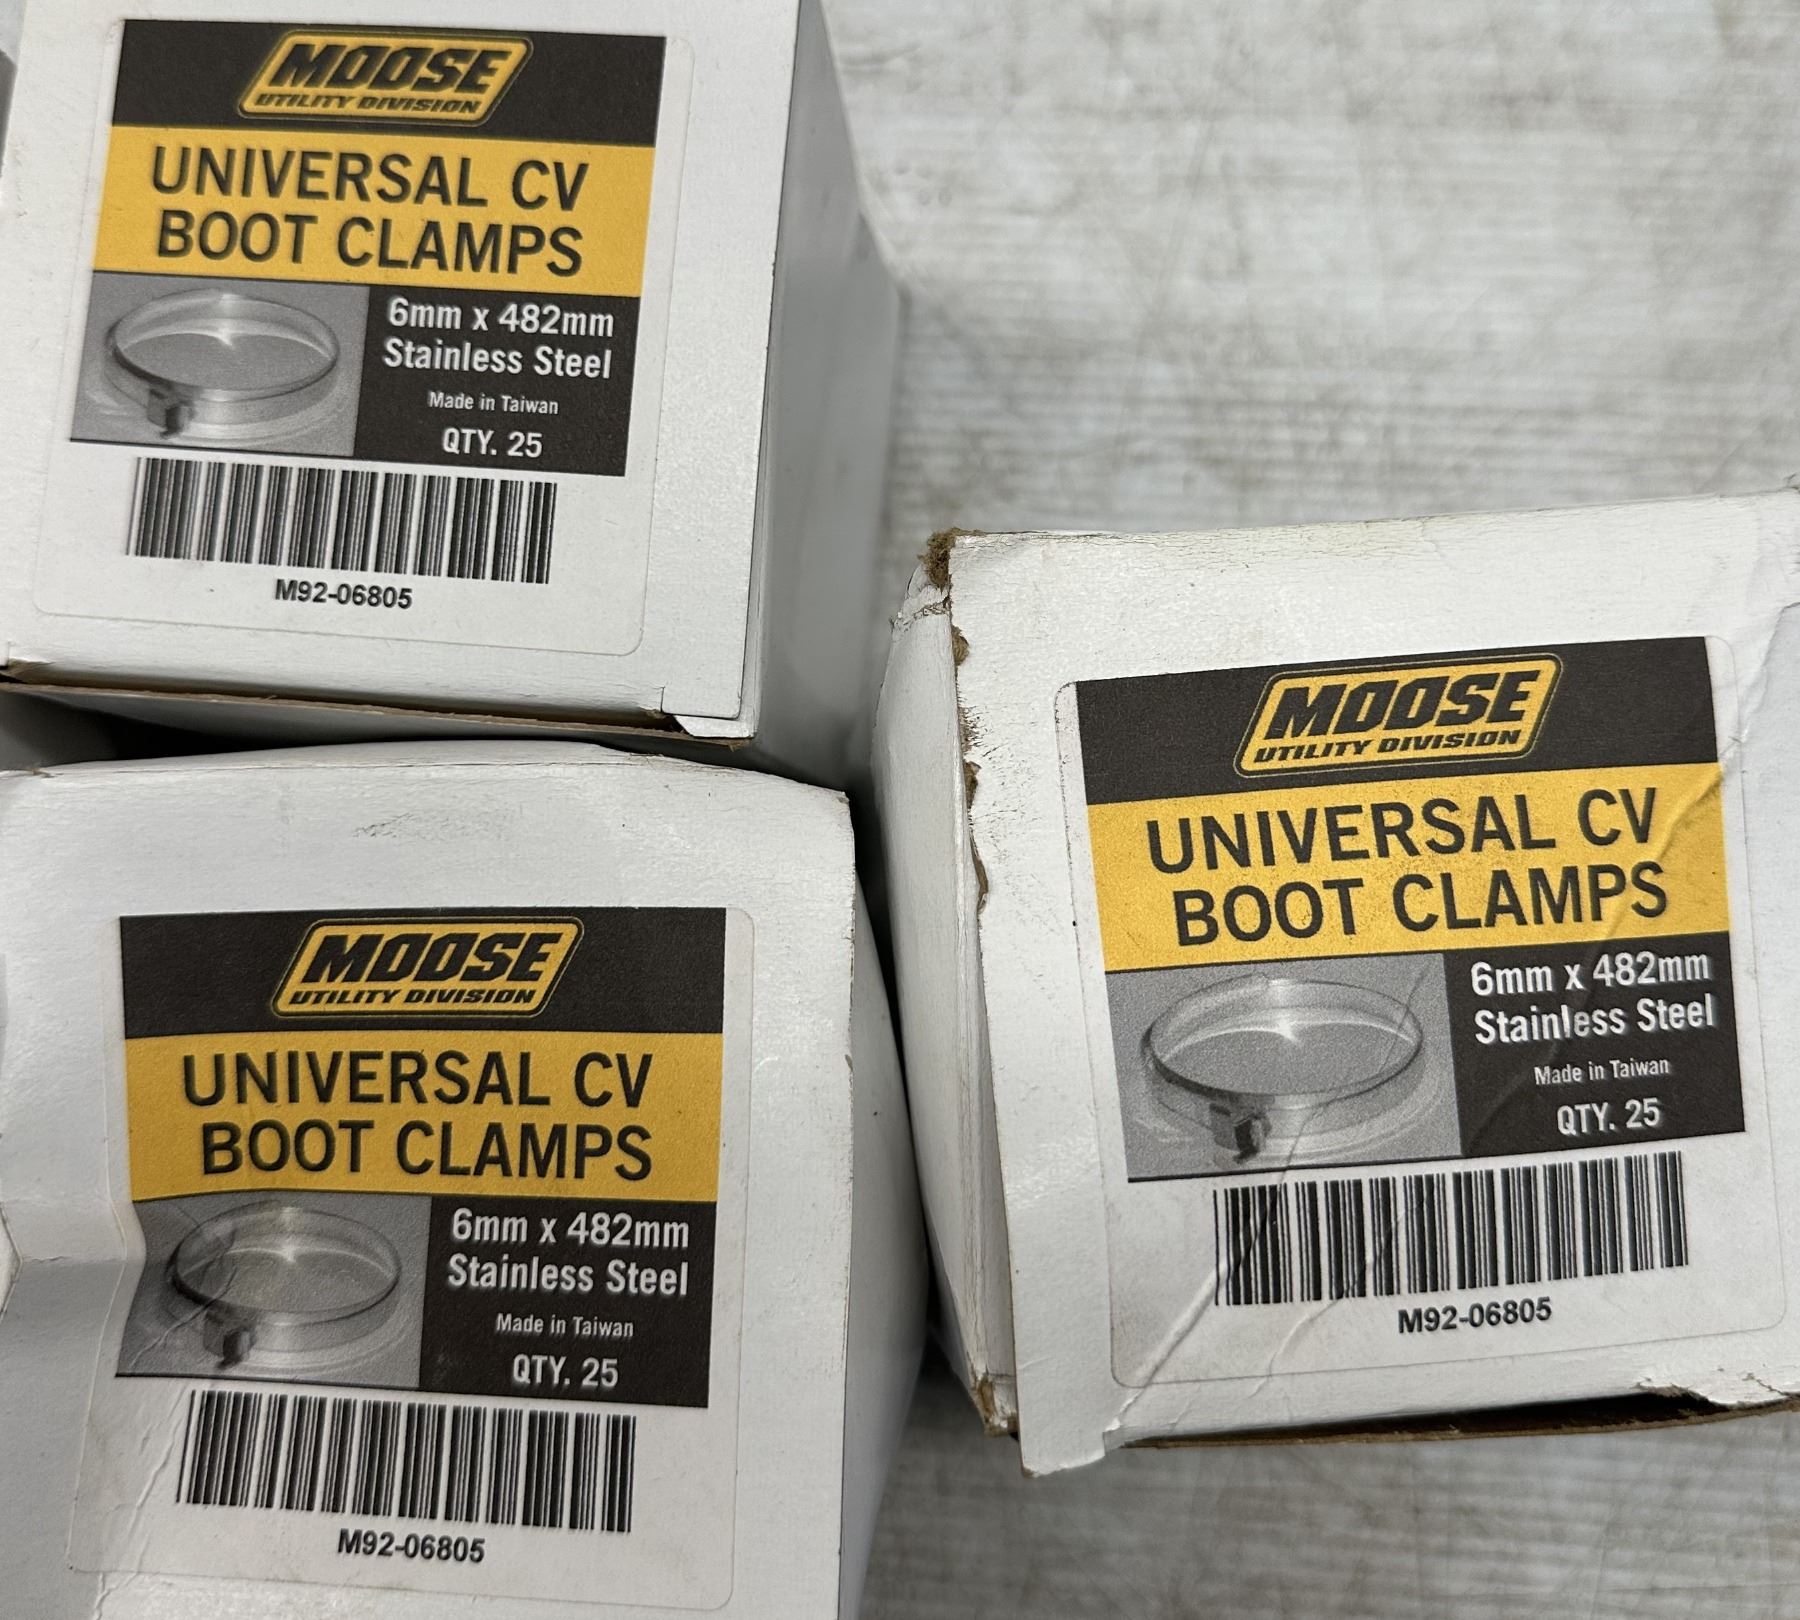 MOOSE
UTILITY DIVISION
UNIVERSAL CV
BOOT CLAMPS
6mm x 482mm
Stainless Steel
Made in Taiwan
QTY. 25
M92-06805
MOOSE
UTILITY DIVISION
UNIVERSAL CV
BOOT CLAMPS
6mm x 482mm
Stainless Steel
Made in Taiwan
QTY. 25
M92-06805
MOOSE
UTILITY DIVISION
UNIVERSAL CV
BOOT CLAMPS
6mm x 482mm
Stainless Steel
Made in Taiwan
QTY. 25
M92-06805